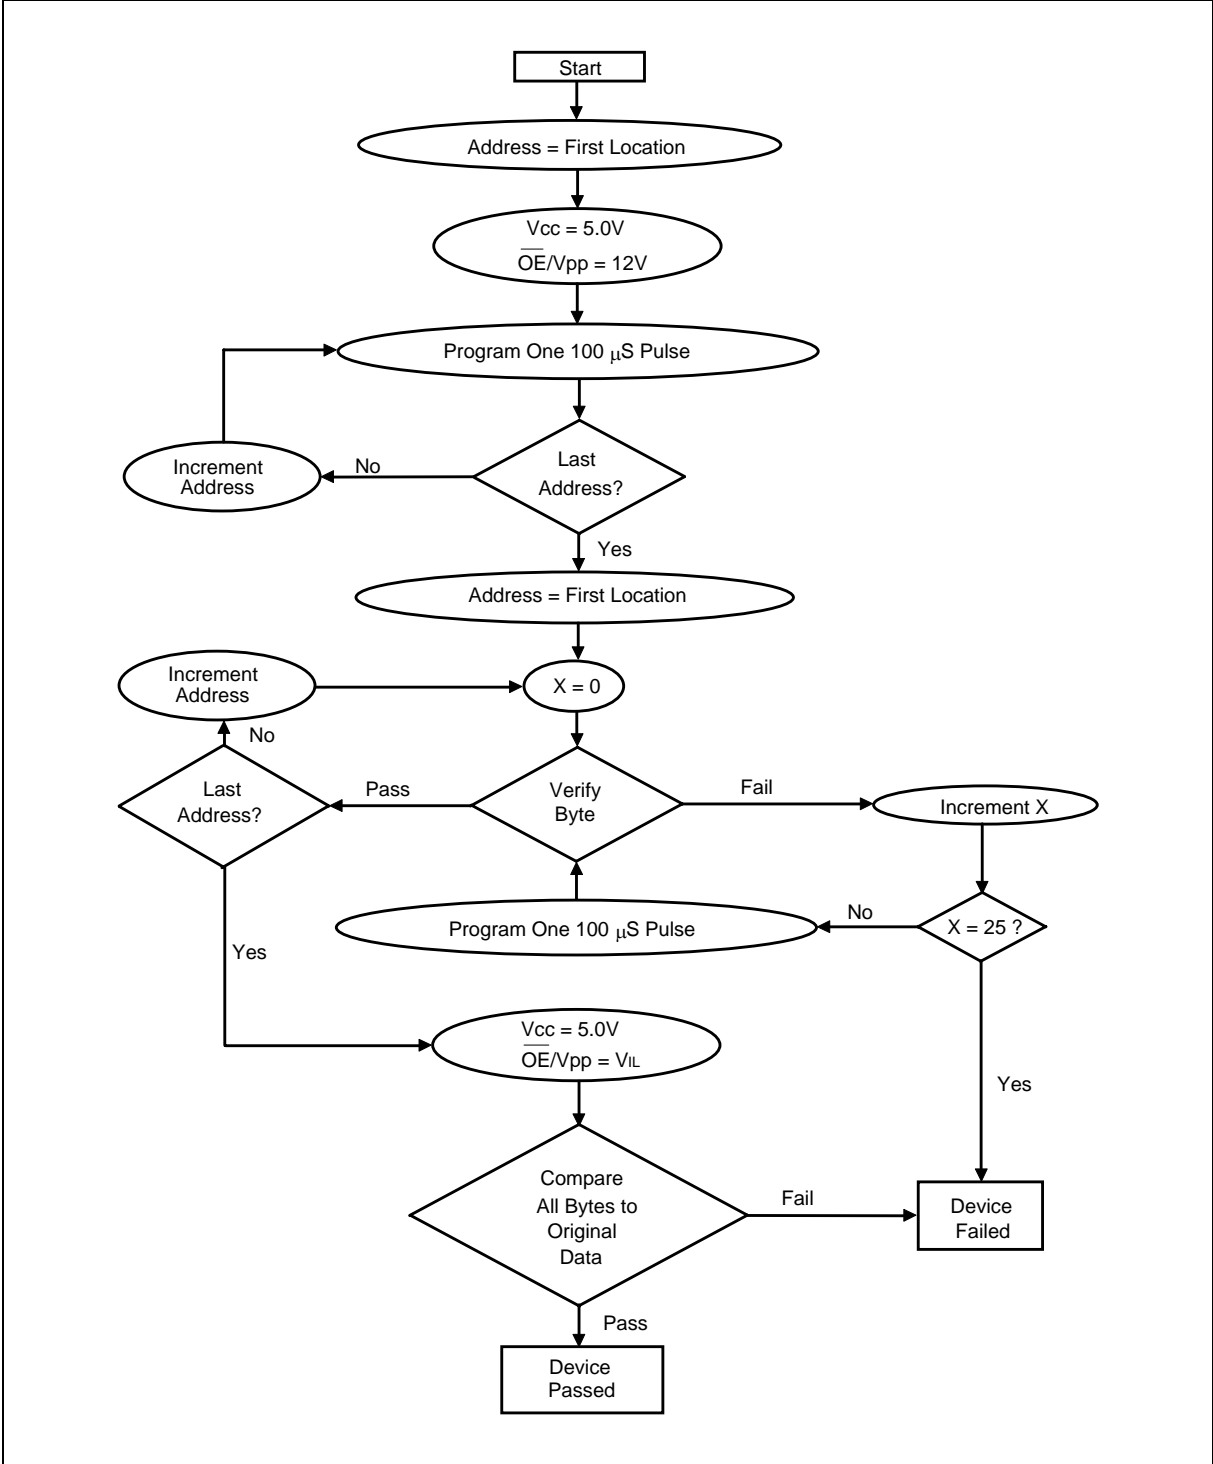 Start
Address = First Location
Vcc = 5.0V
O̅E̅/Vpp = 12V
Program One 100 μS Pulse
Last
Address?
No
Increment
Address
Yes
Address = First Location
Increment
Address
X = 0
No
Last
Address?
Pass
Verify
Byte
Fail
Increment X
Program One 100 μS Pulse
No
X = 25 ?
Yes
Vcc = 5.0V
O̅E̅/Vpp = VIL
Yes
Compare
All Bytes to
Original
Data
Fail
Device
Failed
Pass
Device
Passed